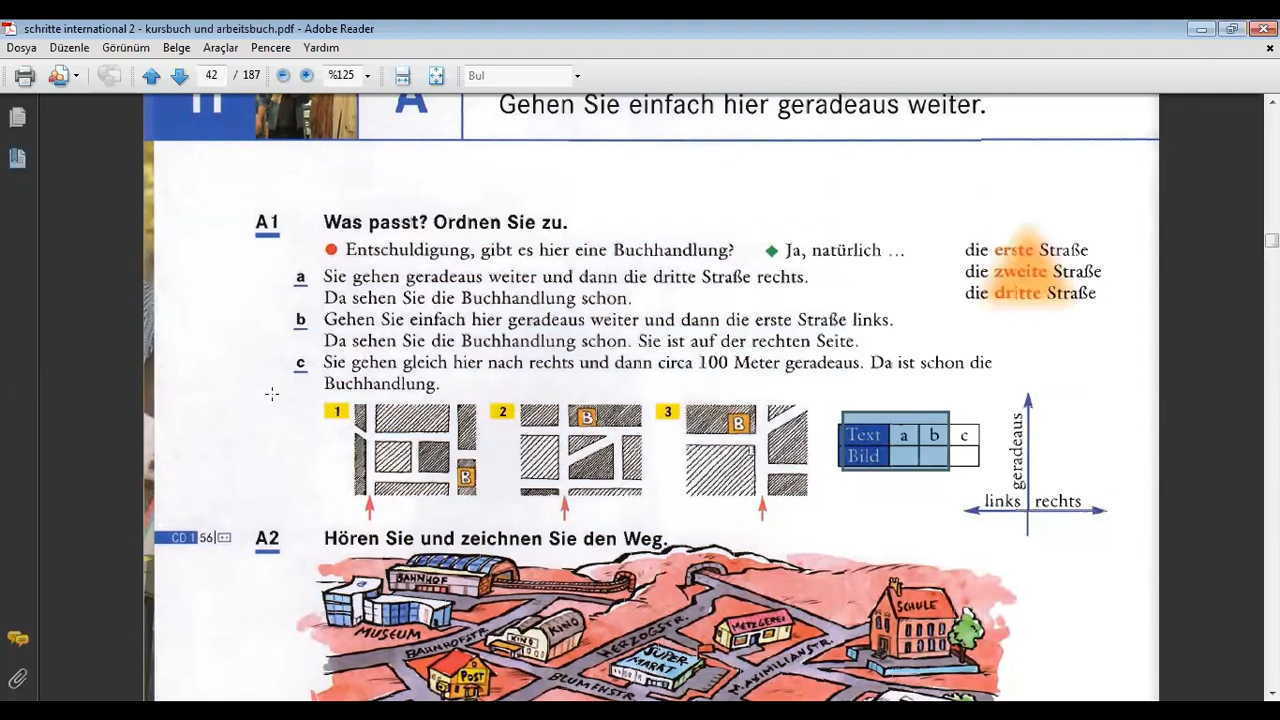 schritte international 2 - kursbuch und arbeitsbuch.pdf - Adobe Reader
Dosya Düzenle Görünüm Belge Araçlar Pencere Yardım
42 / 187 %125 Bul
A Gehen Sie einfach hier geradeaus weiter.
A1 Was passt? Ordnen Sie zu.
Entschuldigung, gibt es hier eine Buchhandlung? Ja, natürlich ... die erste Straße
a Sie gehen geradeaus weiter und dann die dritte Straße rechts. die zweite Straße
Da sehen Sie die Buchhandlung schon. die dritte Straße
b Gehen Sie einfach hier geradeaus weiter und dann die erste Straße links.
Da sehen Sie die Buchhandlung schon. Sie ist auf der rechten Seite.
c Sie gehen gleich hier nach rechts und dann circa 100 Meter geradeaus. Da ist schon die
Buchhandlung.
1 2 3
B B B
Text a b c
Bild
geradeaus
links rechts
CD 1 56 A2 Hören Sie und zeichnen Sie den Weg.
BAHNHOF
MUSEUM
BAHNHOFSTR.
KINO
KINO
HERZOGSTR.
METZGEREI
SCHULE
POST
BLUMENSTR.
SUPER
MARKT
MAXIMILIANSTR.